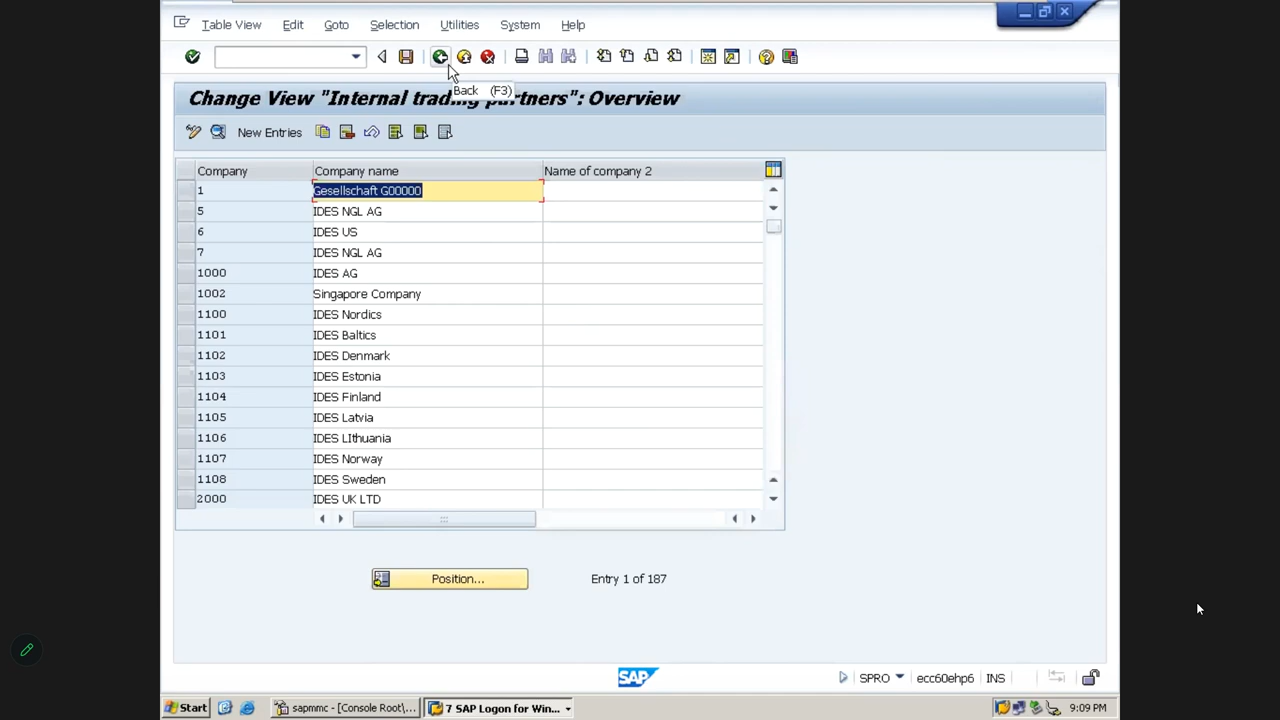 Table View Edit Goto Selection Utilities System Help
Back (F3)
Change View "Internal trading partners": Overview
New Entries
Company Company name Name of company 2
1 Gesellschaft G00000
5 IDES NGL AG
6 IDES US
7 IDES NGL AG
1000 IDES AG
1002 Singapore Company
1100 IDES Nordics
1101 IDES Baltics
1102 IDES Denmark
1103 IDES Estonia
1104 IDES Finland
1105 IDES Latvia
1106 IDES LIthuania
1107 IDES Norway
1108 IDES Sweden
2000 IDES UK LTD
Position... Entry 1 of 187
SAP SPRO ecc60ehp6 INS
Start sapmmc - [Console Root\... 7 SAP Logon for Win... 9:09 PM